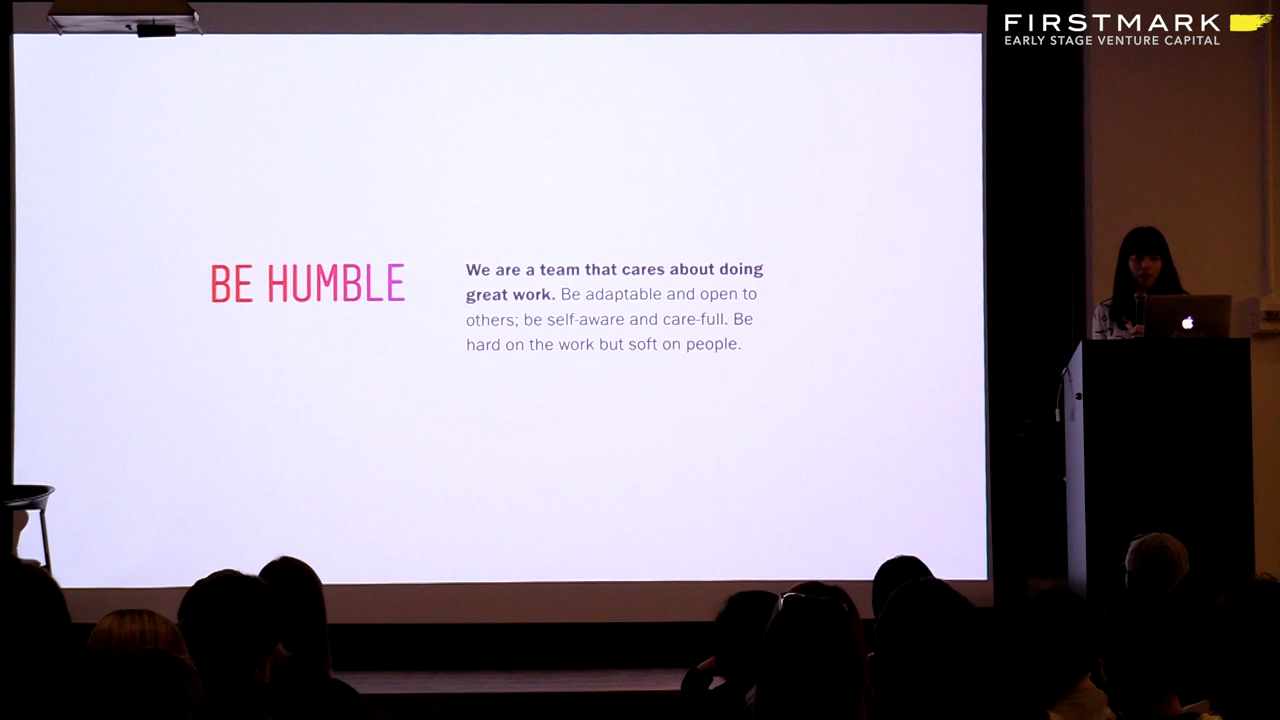 FIRSTMARK
EARLY STAGE VENTURE CAPITAL
BE HUMBLE
We are a team that cares about doing
great work. Be adaptable and open to
others; be self-aware and care-full. Be
hard on the work but soft on people.